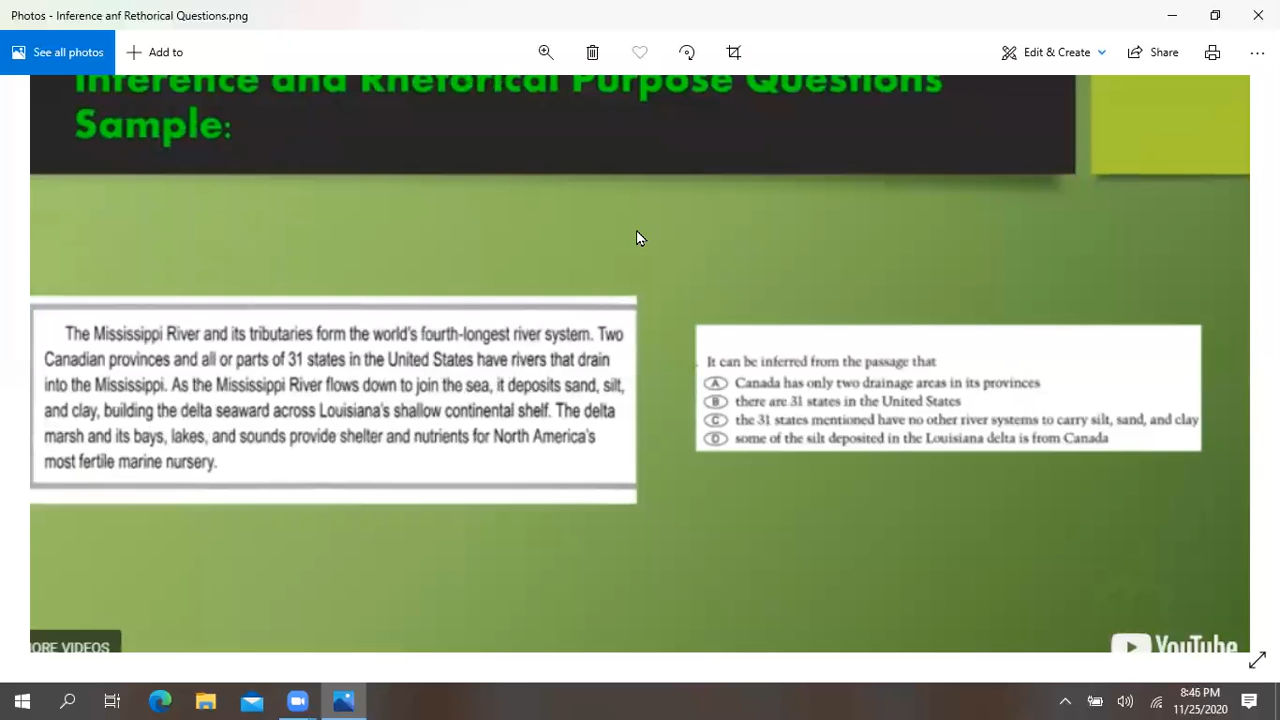 Photos - Inference anf Rethorical Questions.png
See all photos
Add to
Edit & Create
Share
Inference and Rhetorical Purpose Questions
Sample:
The Mississippi River and its tributaries form the world's fourth-longest river system. Two
Canadian provinces and all or parts of 31 states in the United States have rivers that drain
into the Mississippi. As the Mississippi River flows down to join the sea, it deposits sand, silt,
and clay, building the delta seaward across Louisiana's shallow continental shelf. The delta
marsh and its bays, lakes, and sounds provide shelter and nutrients for North America's
most fertile marine nursery.
It can be inferred from the passage that
A Canada has only two drainage areas in its provinces
B there are 31 states in the United States
C the 31 states mentioned have no other river systems to carry silt, sand, and clay
D some of the silt deposited in the Louisiana delta is from Canada
ORE VIDEOS
YouTube
8:45 PM
11/25/2020